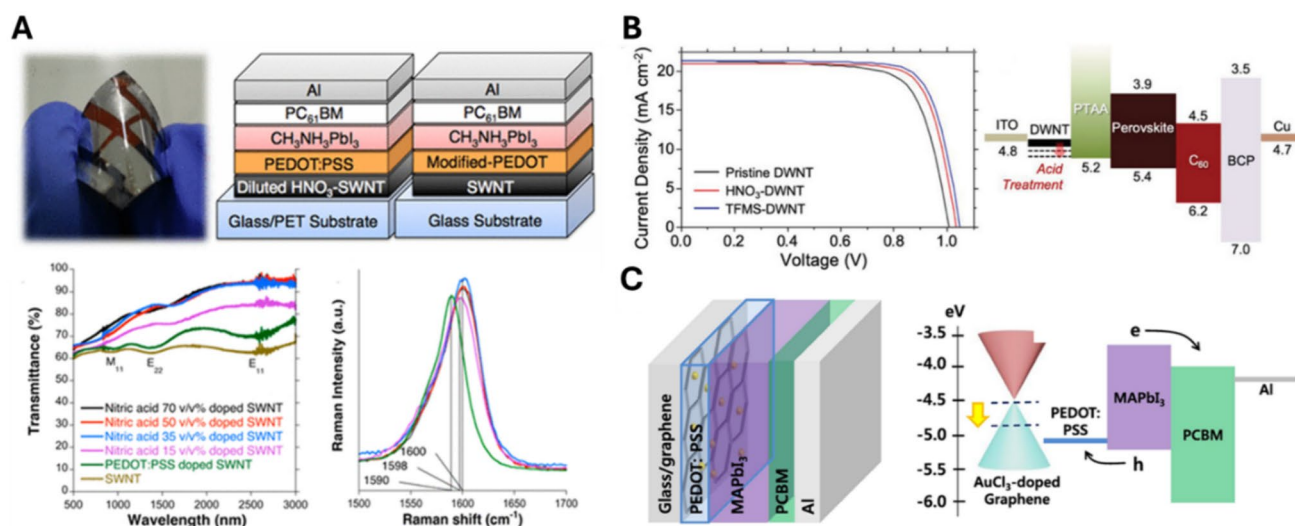 A
Al
PC61BM
CH3NH3PbI3
PEDOT:PSS
Diluted HNO3-SWNT
Glass/PET Substrate
Al
PC61BM
CH3NH3PbI3
Modified-PEDOT
SWNT
Glass Substrate
Transmittance (%)
100
90
80
70
60
50
40
30
20
10
0
M11
E22
E11
Nitric acid 70 v/v% doped SWNT
Nitric acid 50 v/v% doped SWNT
Nitric acid 35 v/v% doped SWNT
Nitric acid 15 v/v% doped SWNT
PEDOT:PSS doped SWNT
SWNT
500 1000 1500 2000 2500 3000
Wavelength (nm)
Raman Intensity (a.u.)
1600
1598
1590
1500 1550 1600 1650 1700
Raman shift (cm-1)
B
Current Density (mA cm-2)
20
15
10
5
0
Pristine DWNT
HNO3-DWNT
TFMS-DWNT
0.0 0.2 0.4 0.6 0.8 1.0
Voltage (V)
ITO
4.8
DWNT
Acid
Treatment
PTAA
5.2
3.9
Perovskite
5.4
4.5
C60
6.2
3.5
BCP
7.0
Cu
4.7
C
Glass/graphene
PEDOT: PSS
MAPbI3
PCBM
Al
eV
-3.5
-4.0
-4.5
-5.0
-5.5
-6.0
AuCl3-doped
Graphene
PEDOT:
PSS
h
e
MAPbI3
PCBM
Al